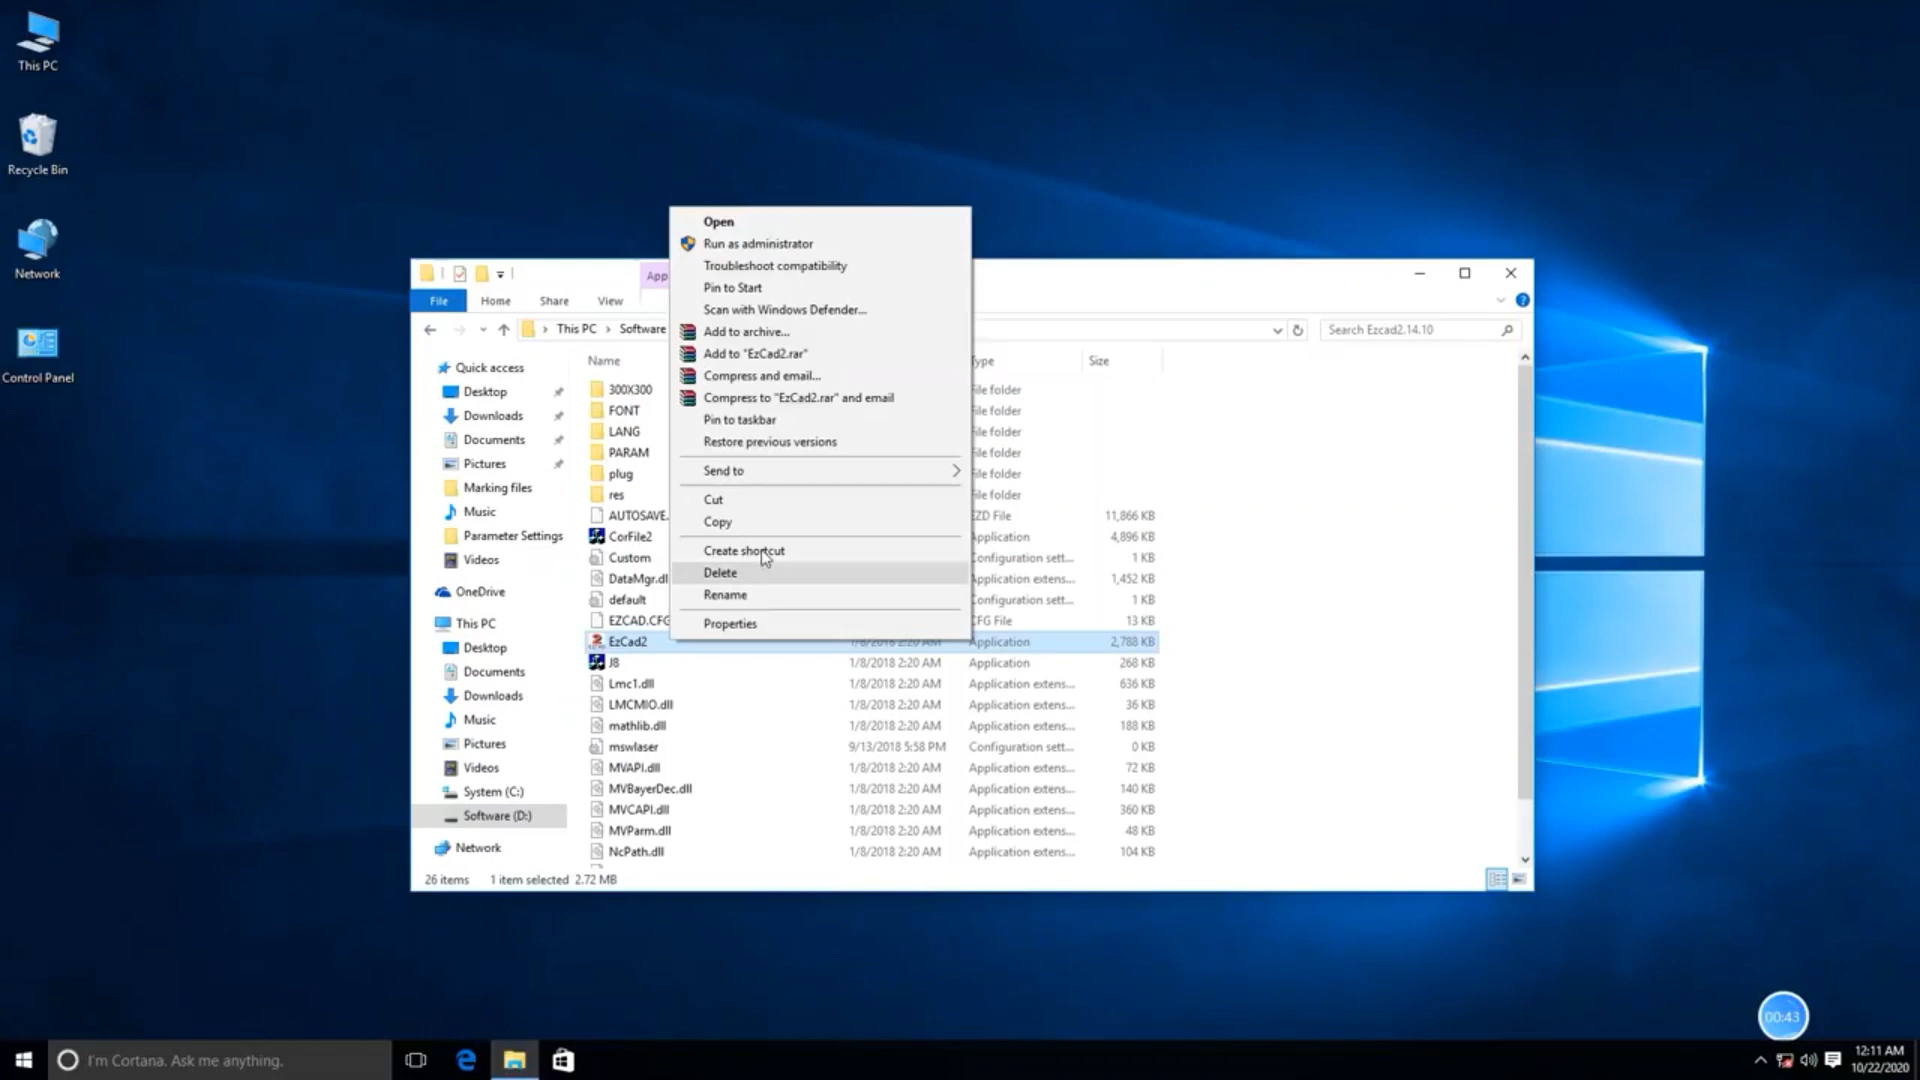 This PC
Recycle Bin
Network
Control Panel
App
File
Home
Share
View
This PC
Software
Search Ezcad2.14.10
Open
Run as administrator
Troubleshoot compatibility
Pin to Start
Scan with Windows Defender...
Add to archive...
Add to "EzCad2.rar"
Compress and email...
Compress to "EzCad2.rar" and email
Pin to taskbar
Restore previous versions
Send to
Cut
Copy
Create shortcut
Delete
Rename
Properties
Quick access
Desktop
Downloads
Documents
Pictures
Marking files
Music
Parameter Settings
Videos
OneDrive
This PC
Desktop
Documents
Downloads
Music
Pictures
Videos
System (C:)
Software (D:)
Network
Name Type Size
300X300 File folder
FONT File folder
LANG File folder
PARAM File folder
plug File folder
res File folder
AUTOSAVE. EZD File 11,866 KB
CorFile2 Application 4,896 KB
Custom Configuration sett... 1 KB
DataMgr.dl Application extens... 1,452 KB
default Configuration sett... 1 KB
EZCAD.CFG CFG File 13 KB
EzCad2 1/8/2018 2:20 AM Application 2,788 KB
J8 1/8/2018 2:20 AM Application 268 KB
Lmc1.dll 1/8/2018 2:20 AM Application extens... 636 KB
LMCMIO.dll 1/8/2018 2:20 AM Application extens... 36 KB
mathlib.dll 1/8/2018 2:20 AM Application extens... 188 KB
mswlaser 9/13/2018 5:58 PM Configuration sett... 0 KB
MVAPI.dll 1/8/2018 2:20 AM Application extens... 72 KB
MVBayerDec.dll 1/8/2018 2:20 AM Application extens... 140 KB
MVCAPI.dll 1/8/2018 2:20 AM Application extens... 360 KB
MVParm.dll 1/8/2018 2:20 AM Application extens... 48 KB
NcPath.dll 1/8/2018 2:20 AM Application extens... 104 KB
26 items 1 item selected 2.72 MB
00:43
I'm Cortana. Ask me anything.
12:11 AM
10/22/2020